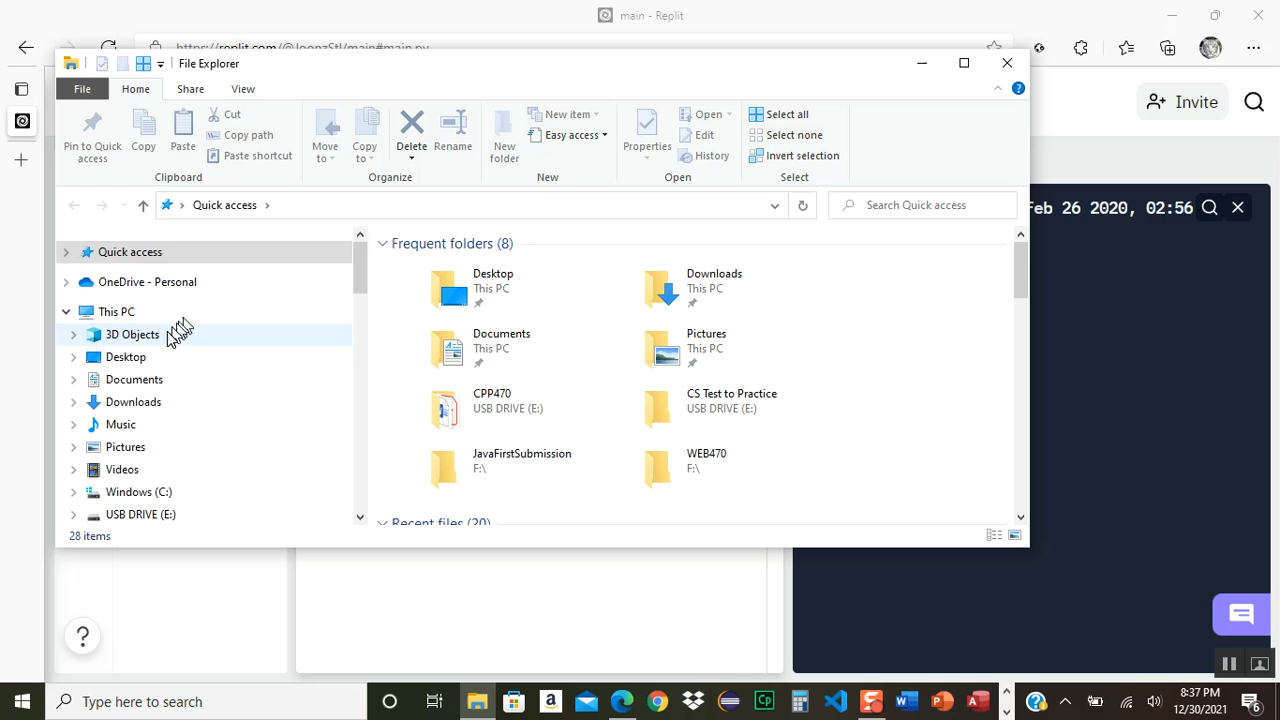 main - Replit
https://replit.com/@JoonzStl/main#main.py
File Explorer
File Home Share View
Invite
Pin to Quick access
Copy
Paste
Cut
Copy path
Paste shortcut
Clipboard
Move to
Copy to
Delete
Rename
Organize
New folder
New item
Easy access
New
Properties
Open
Edit
History
Open
Select all
Select none
Invert selection
Select
Quick access
Search Quick access
Feb 26 2020, 02:56
Quick access
OneDrive - Personal
This PC
3D Objects
Desktop
Documents
Downloads
Music
Pictures
Videos
Windows (C:)
USB DRIVE (E:)
Frequent folders (8)
Desktop
This PC
Downloads
This PC
Documents
This PC
Pictures
This PC
CPP470
USB DRIVE (E:)
CS Test to Practice
USB DRIVE (E:)
JavaFirstSubmission
F:\
WEB470
F:\
Recent files (20)
28 items
?
Type here to search
8:37 PM
12/30/2021
6